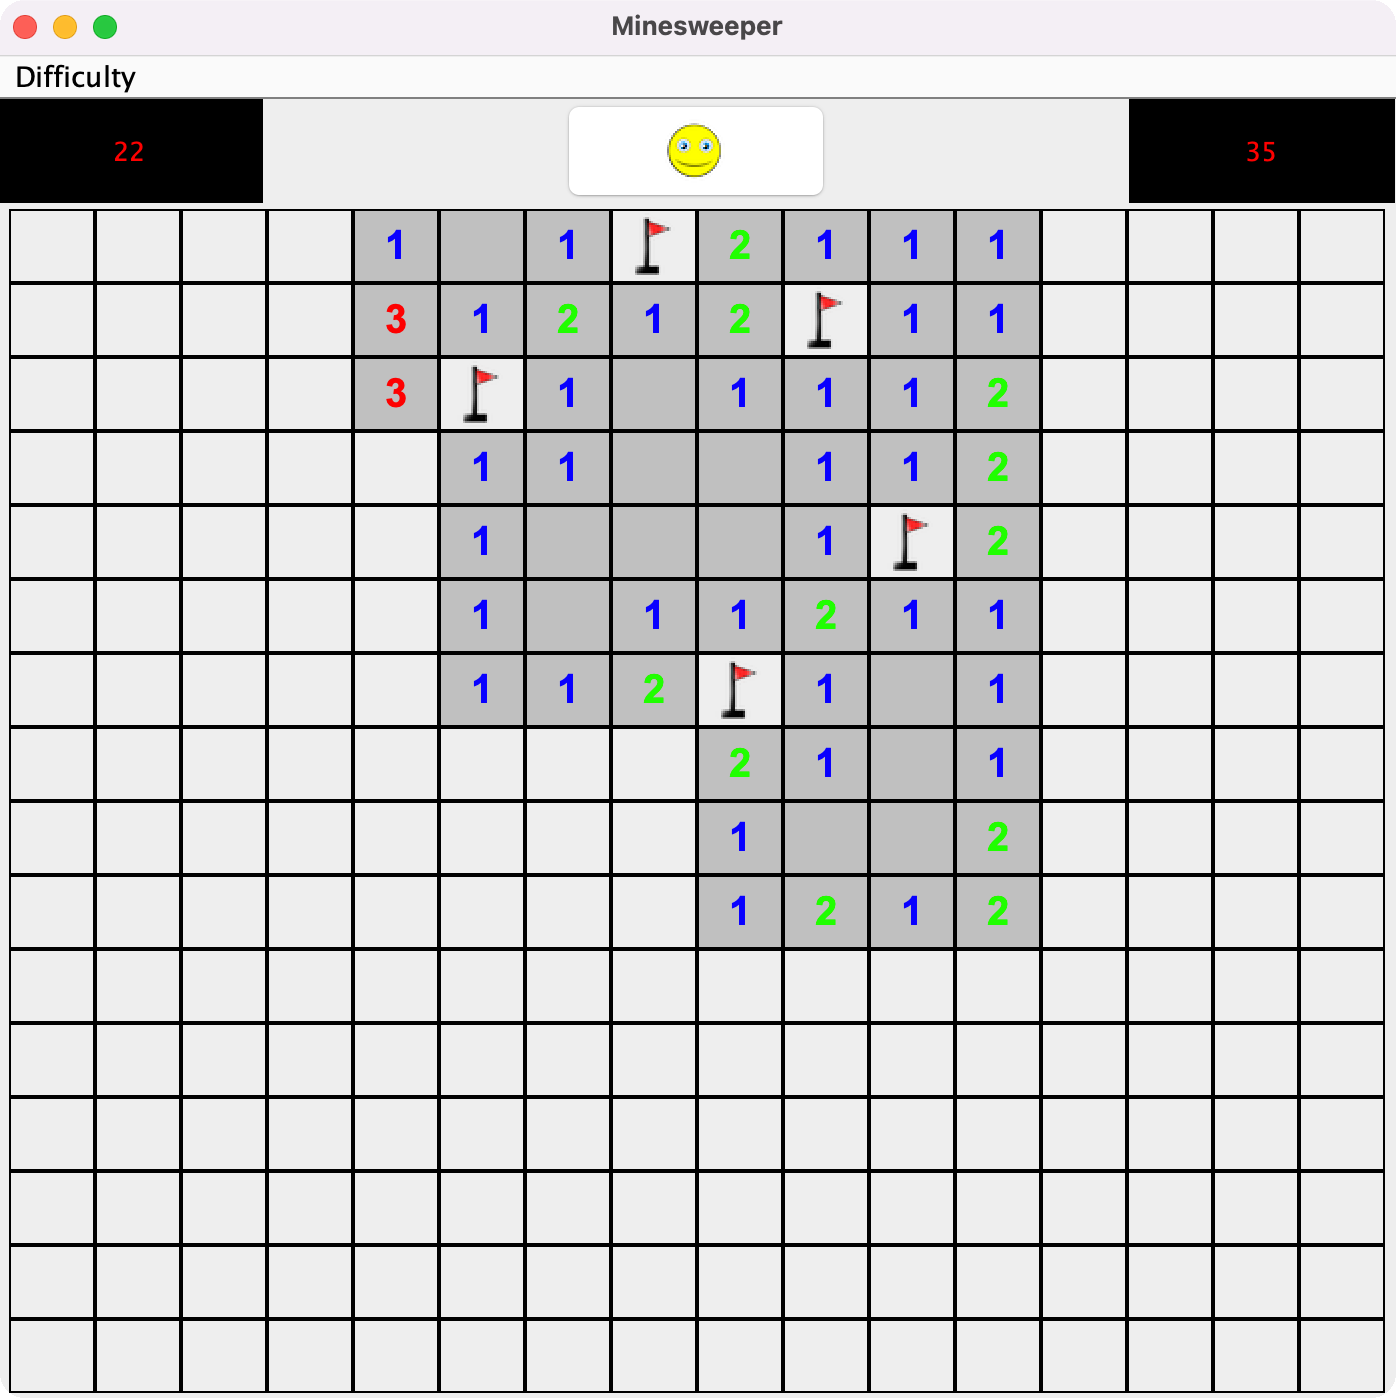 Minesweeper
Difficulty
22 35
1 1 2 1 1 1
3 1 2 1 2 1 1
3 1 1 1 1 2
1 1 1 1 2
1 1 2
1 1 1 2 1 1
1 1 2 1 1
2 1 1
1 2
1 2 1 2